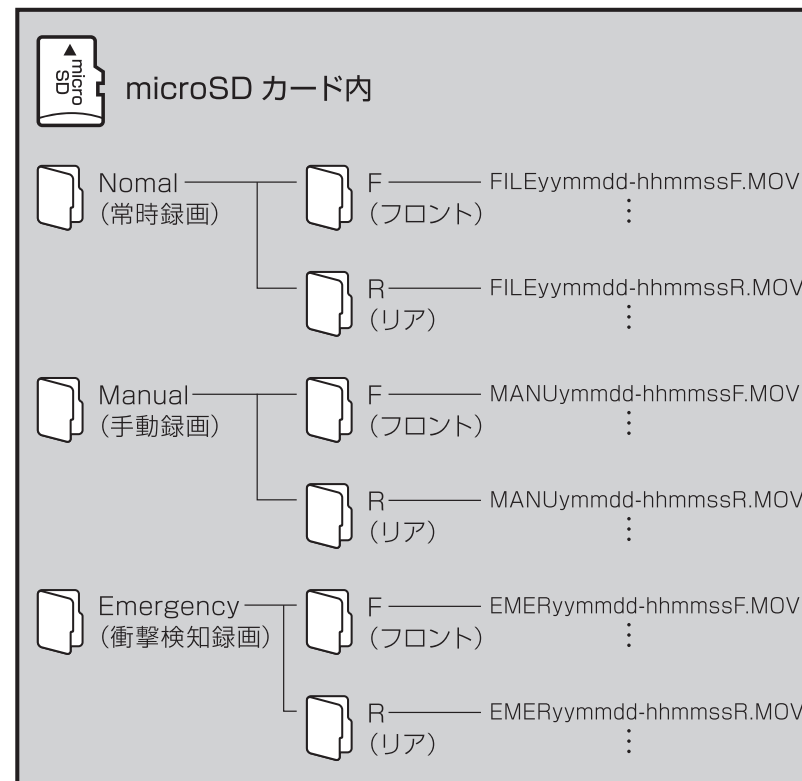 micro
SD
microSD カード内
Nomal
（常時録画）
F
（フロント）
FILEyymmdd-hhmmssF.MOV
R
（リア）
FILEyymmdd-hhmmssR.MOV
Manual
（手動録画）
F
（フロント）
MANUymmdd-hhmmssF.MOV
R
（リア）
MANUymmdd-hhmmssR.MOV
Emergency
（衝撃検知録画）
F
（フロント）
EMERyymmdd-hhmmssF.MOV
R
（リア）
EMERyymmdd-hhmmssR.MOV